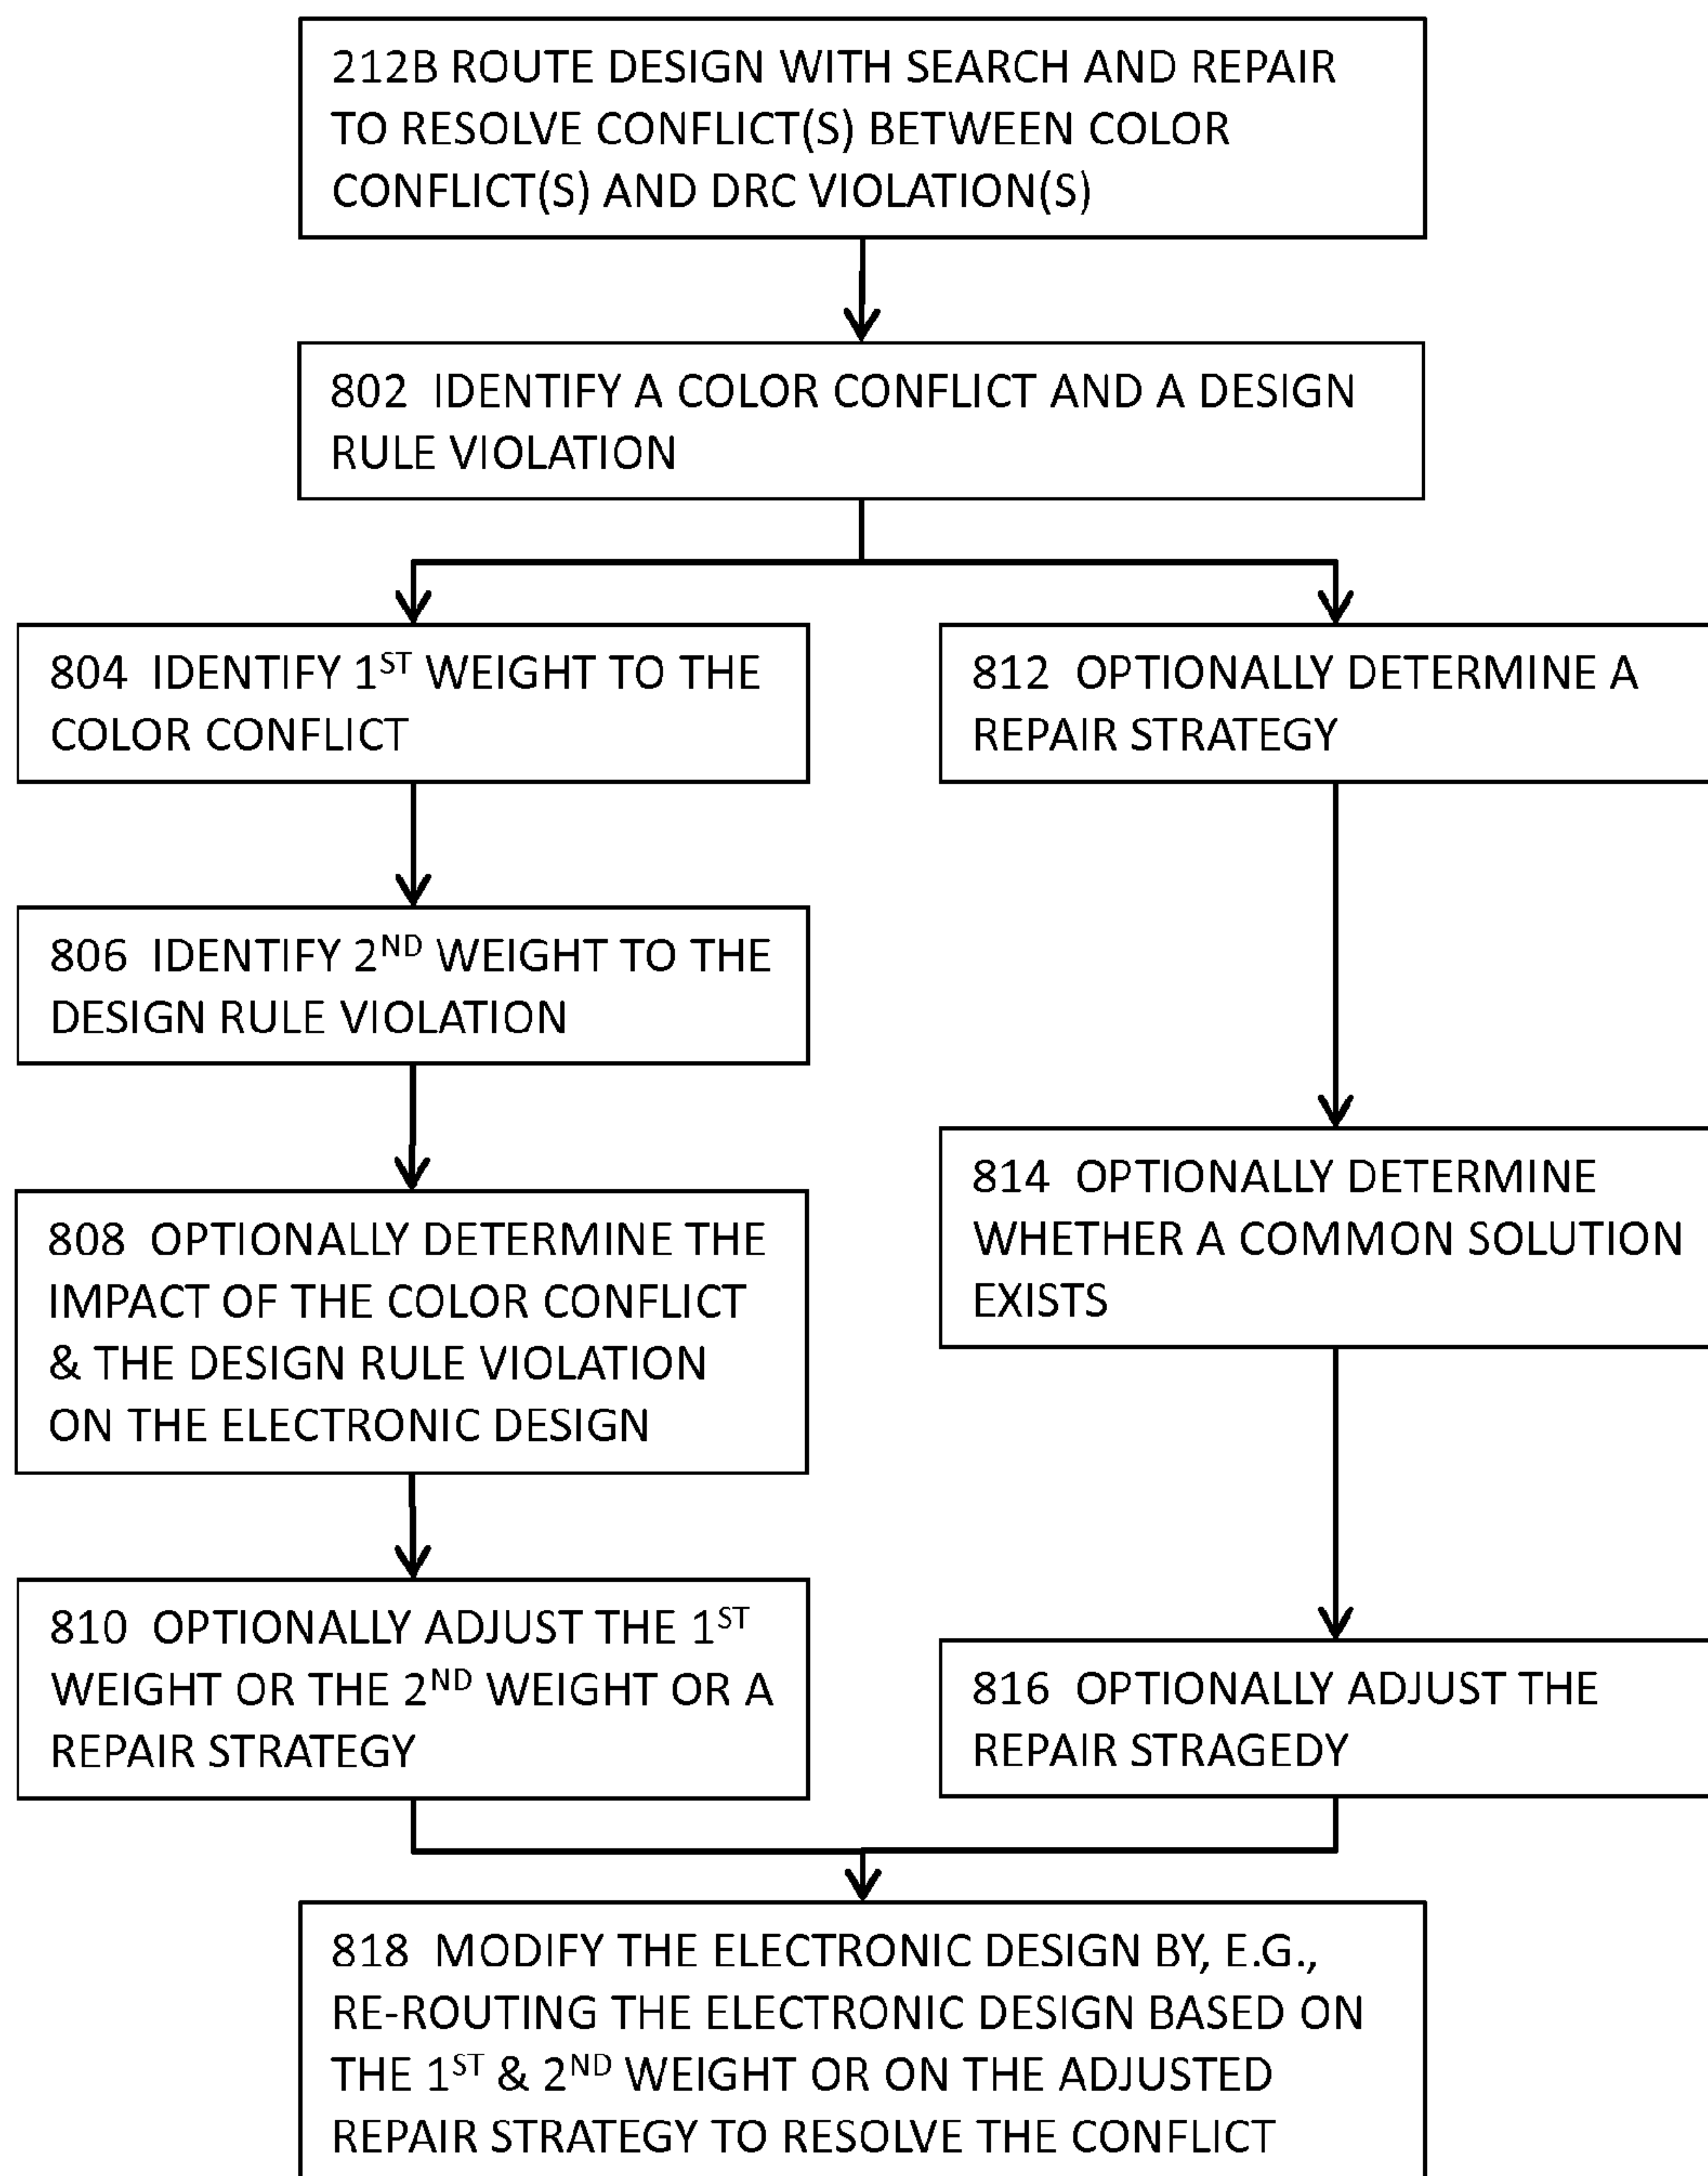 212B ROUTE DESIGN WITH SEARCH AND REPAIR
TO RESOLVE CONFLICT(S) BETWEEN COLOR
CONFLICT(S) AND DRC VIOLATION(S)
802 IDENTIFY A COLOR CONFLICT AND A DESIGN
RULE VIOLATION
804 IDENTIFY 1ST WEIGHT TO THE
COLOR CONFLICT
806 IDENTIFY 2ND WEIGHT TO THE
DESIGN RULE VIOLATION
808 OPTIONALLY DETERMINE THE
IMPACT OF THE COLOR CONFLICT
& THE DESIGN RULE VIOLATION
ON THE ELECTRONIC DESIGN
810 OPTIONALLY ADJUST THE 1ST
WEIGHT OR THE 2ND WEIGHT OR A
REPAIR STRATEGY
812 OPTIONALLY DETERMINE A
REPAIR STRATEGY
814 OPTIONALLY DETERMINE
WHETHER A COMMON SOLUTION
EXISTS
816 OPTIONALLY ADJUST THE
REPAIR STRAGEDY
818 MODIFY THE ELECTRONIC DESIGN BY, E.G.,
RE-ROUTING THE ELECTRONIC DESIGN BASED ON
THE 1ST & 2ND WEIGHT OR ON THE ADJUSTED
REPAIR STRATEGY TO RESOLVE THE CONFLICT